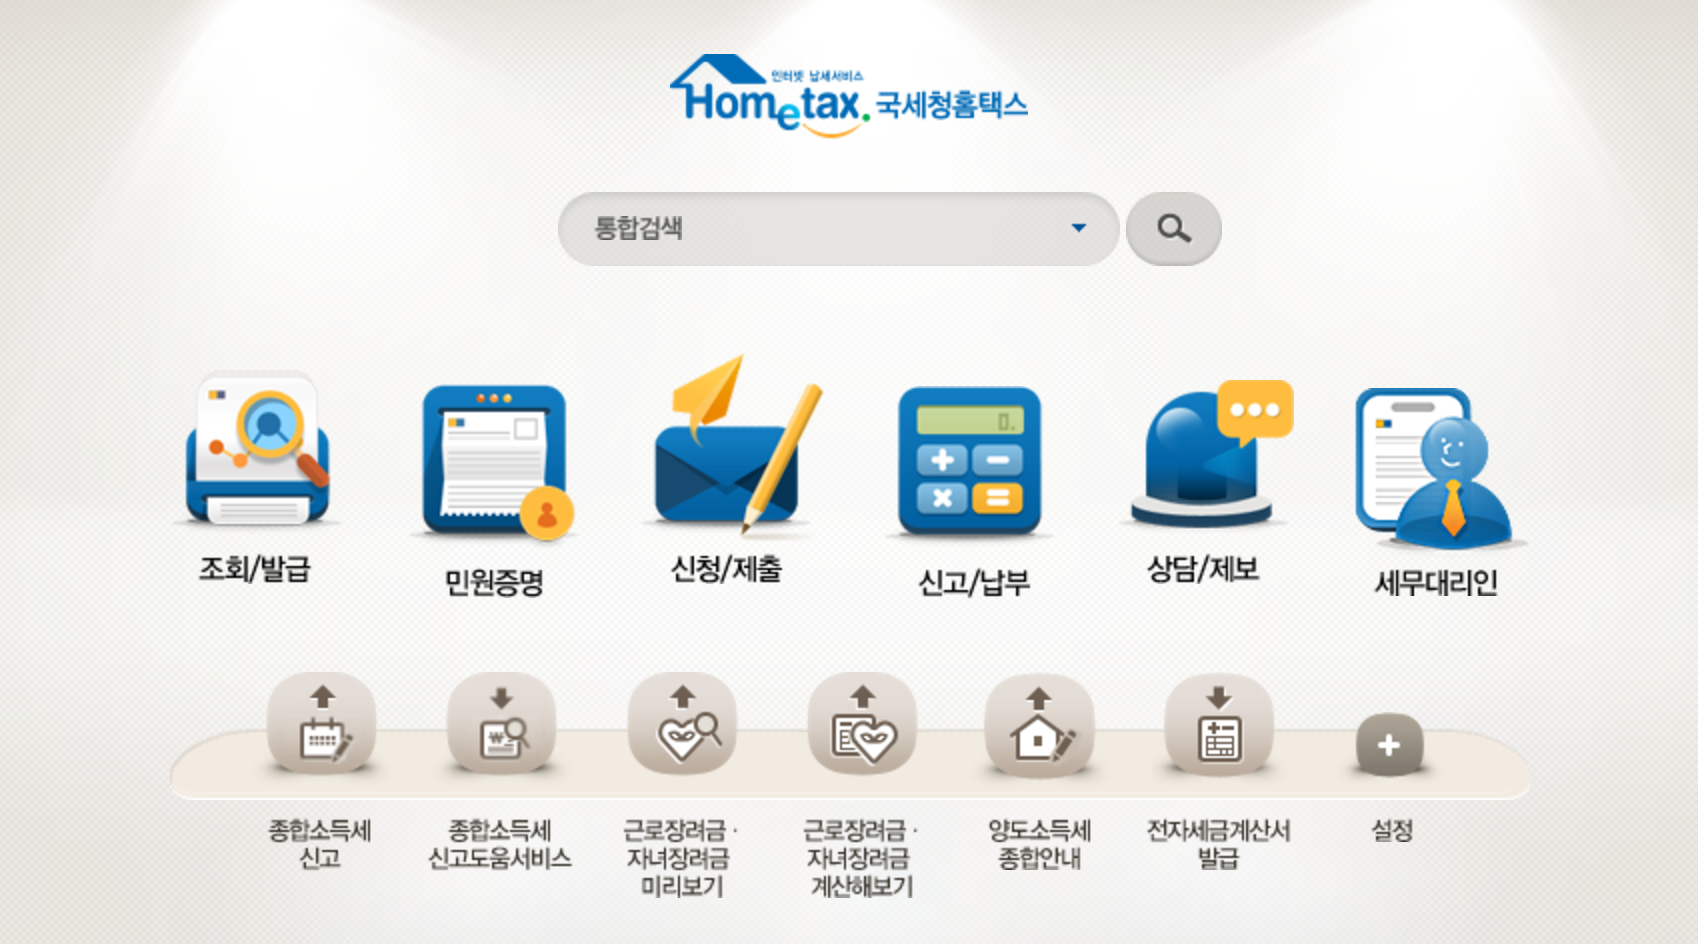 인터넷 납세서비스
Hometax. 국세청홈택스
통합검색
0.
조회/발급
민원증명
신청/제출
신고/납부
상담/제보
세무대리인
종합소득세
신고
종합소득세
신고도움서비스
근로장려금 ·
자녀장려금
미리보기
근로장려금 ·
자녀장려금
계산해보기
양도소득세
종합안내
전자세금계산서
발급
설정